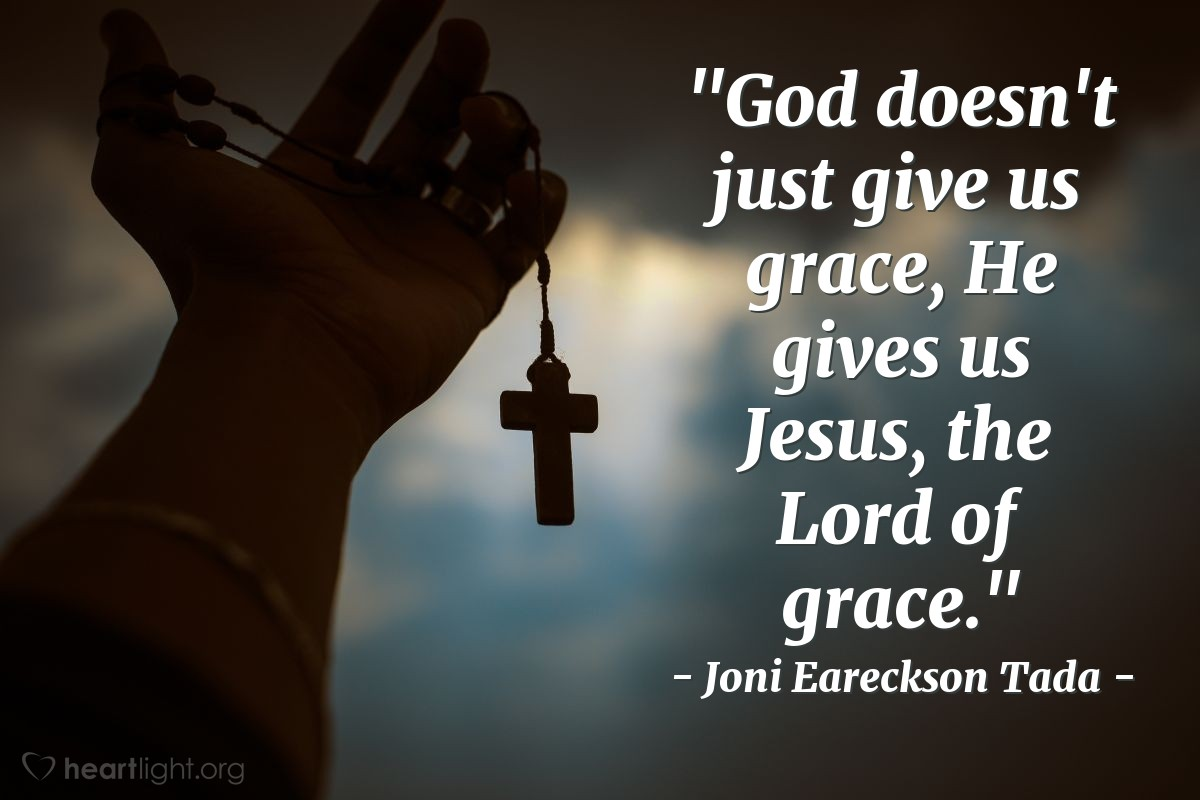 "God doesn't
just give us
grace, He
gives us
Jesus, the
Lord of
grace."
- Joni Eareckson Tada -
heartlight.org